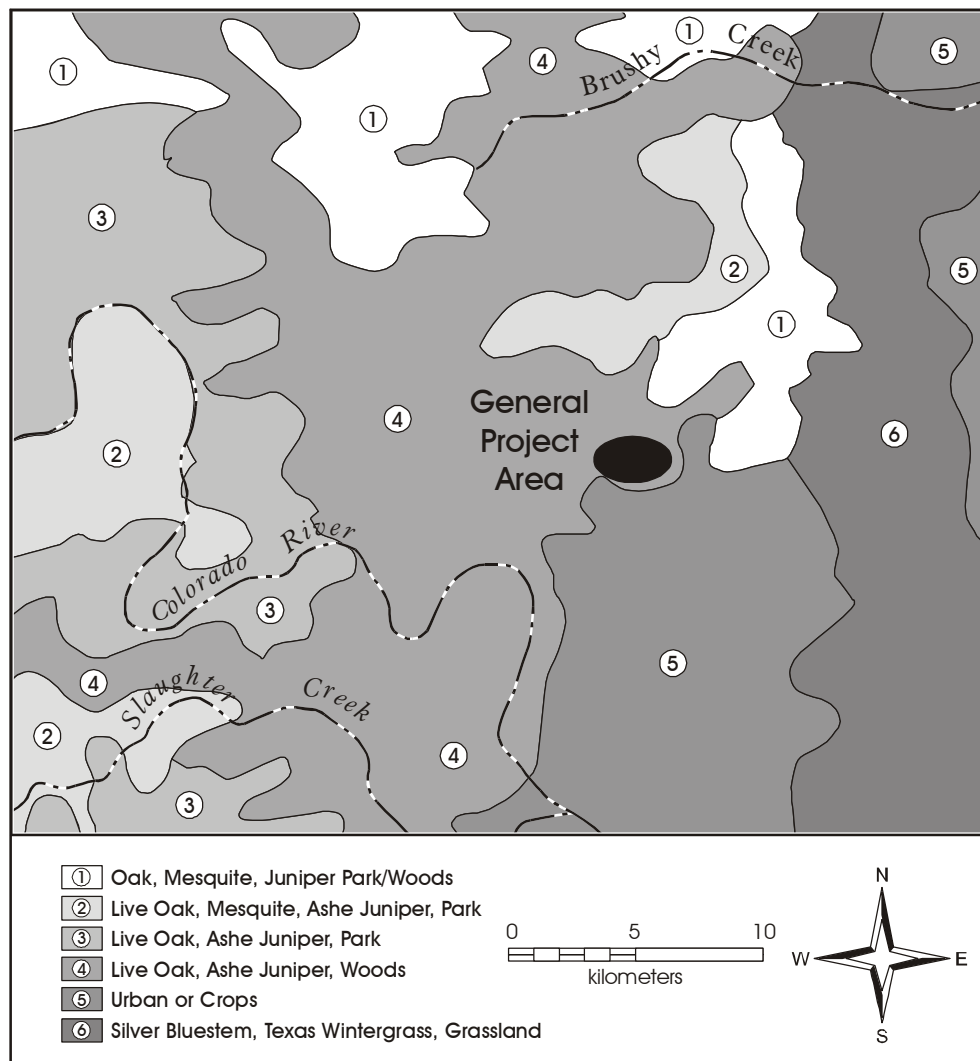 1
1
5
4
Brushy Creek
1
3
2
5
1
General
Project
Area
4
6
2
Colorado River
3
5
4
Slaughter Creek
2
4
3
1 Oak, Mesquite, Juniper Park/Woods
2 Live Oak, Mesquite, Ashe Juniper, Park
3 Live Oak, Ashe Juniper, Park
4 Live Oak, Ashe Juniper, Woods
5 Urban or Crops
6 Silver Bluestem, Texas Wintergrass, Grassland
0 5 10
kilometers
N
W E
S